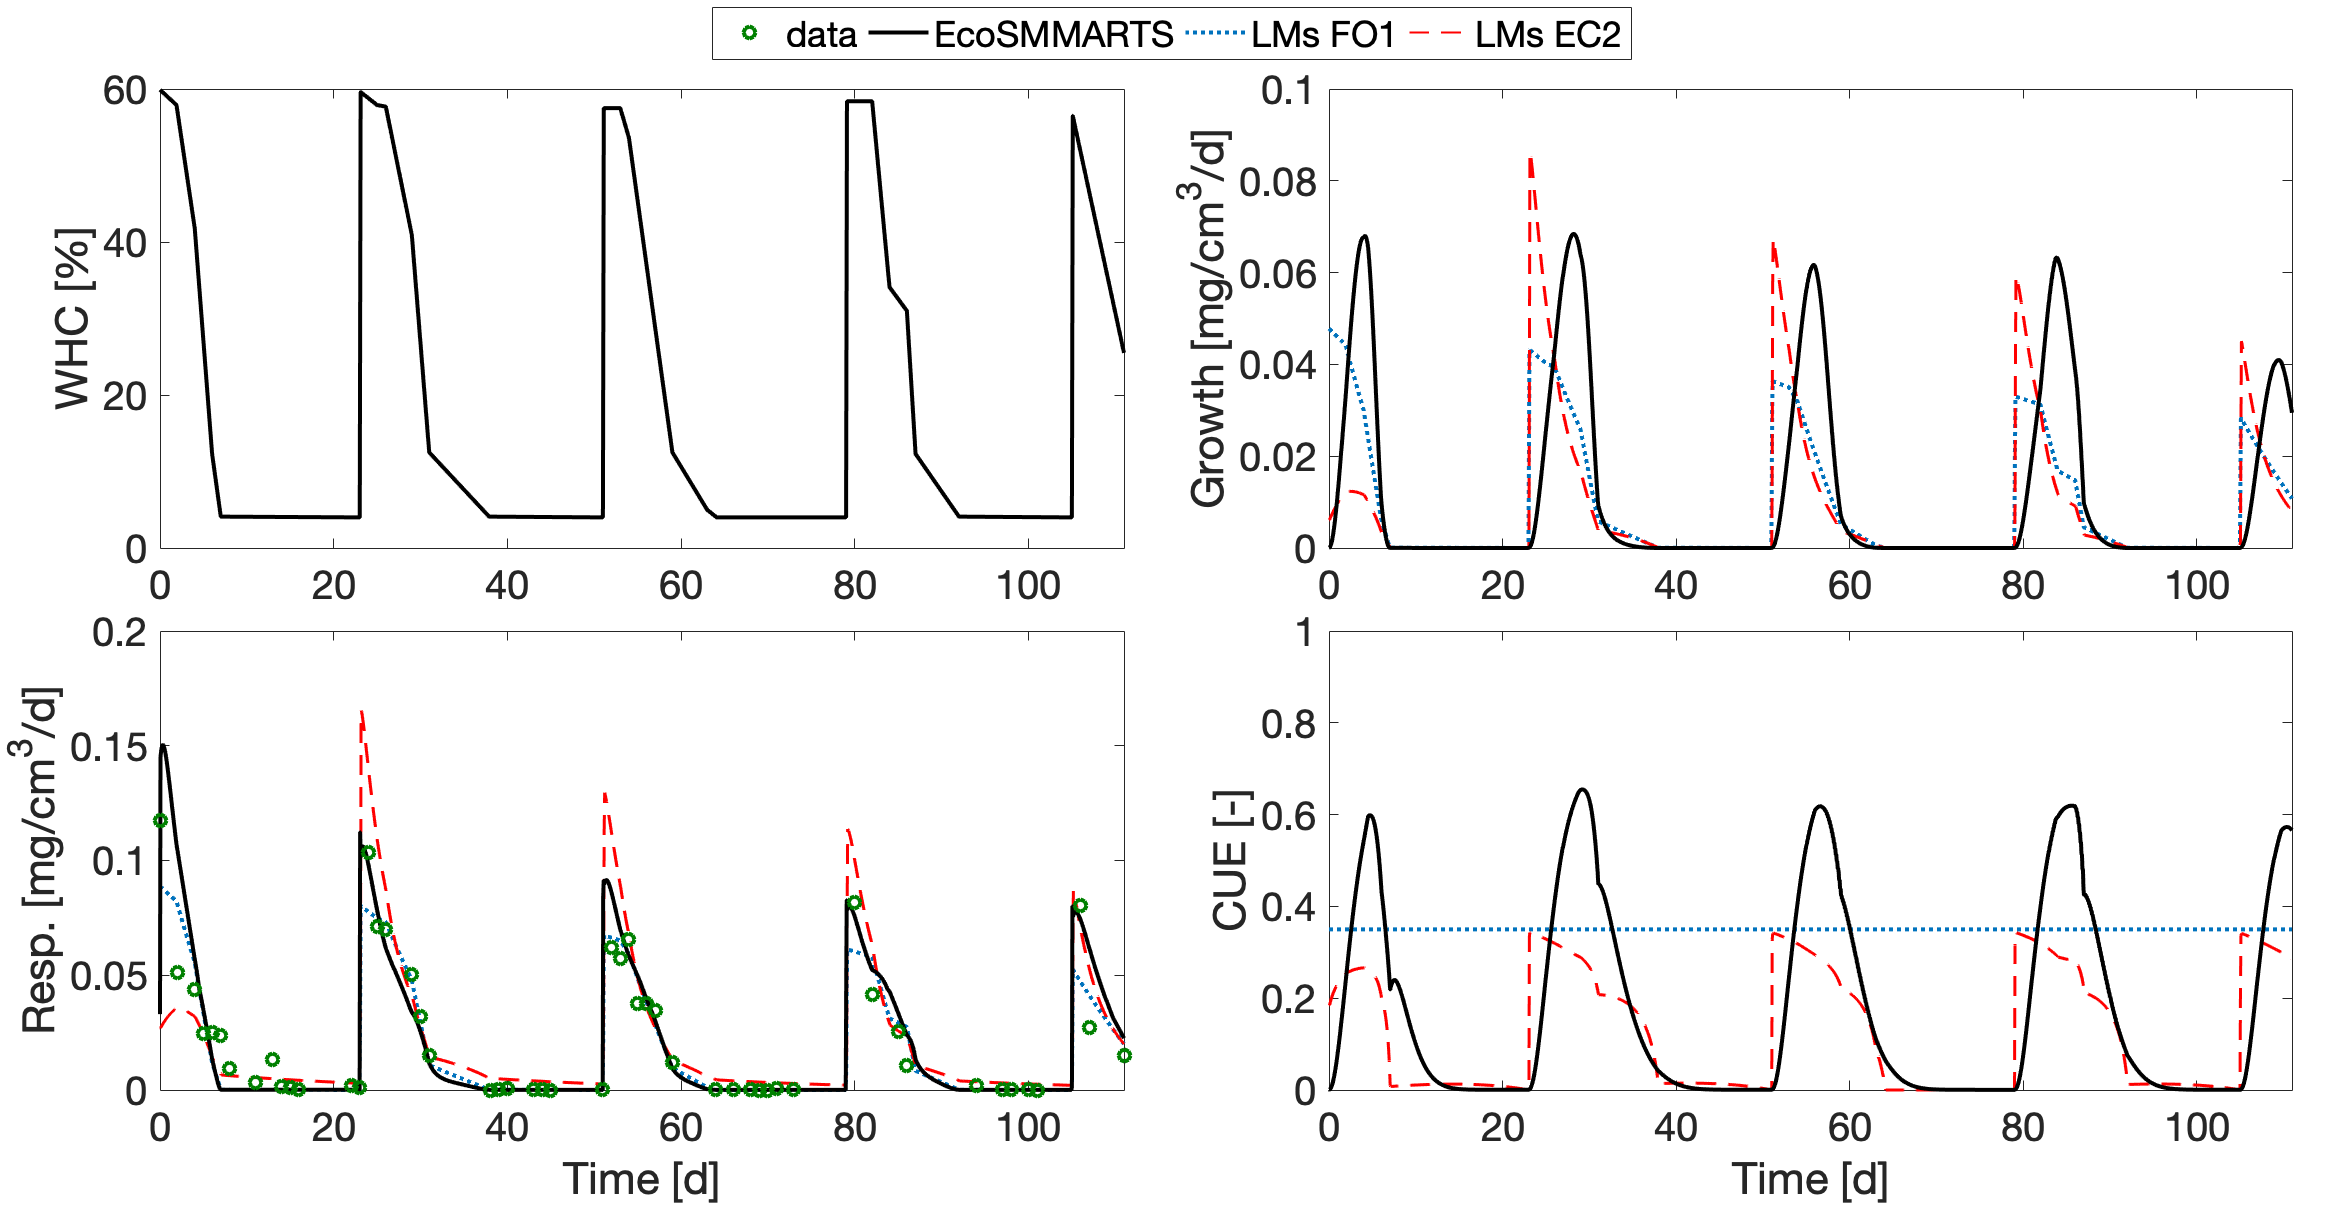 data EcoSMMARTS LMs FO1 LMs EC2
WHC [%]
60
40
20
0
0 20 40 60 80 100
Growth [mg/cm³/d]
0.1
0.08
0.06
0.04
0.02
0
0 20 40 60 80 100
Resp. [mg/cm³/d]
0.2
0.15
0.1
0.05
0
0 20 40 60 80 100
Time [d]
CUE [-]
1
0.8
0.6
0.4
0.2
0
0 20 40 60 80 100
Time [d]